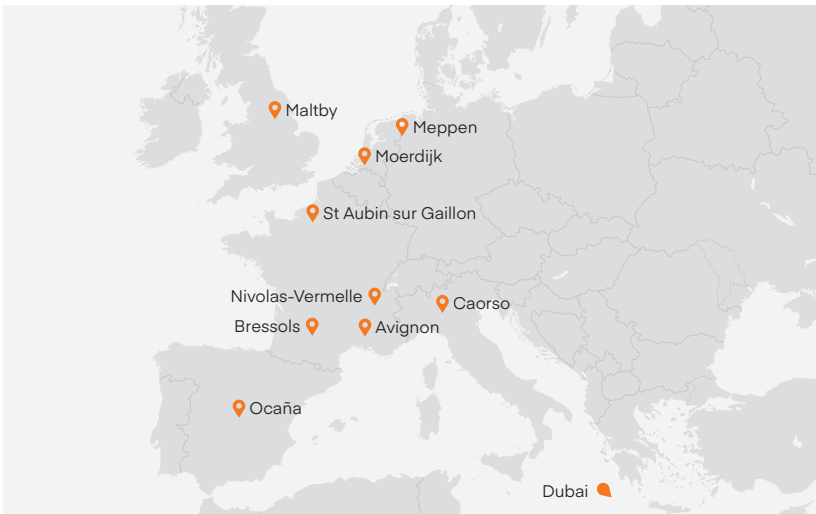 Maltby
Meppen
Moerdijk
St Aubin sur Gaillon
Nivolas-Vermelle
Caorso
Bressols
Avignon
Ocaña
Dubai